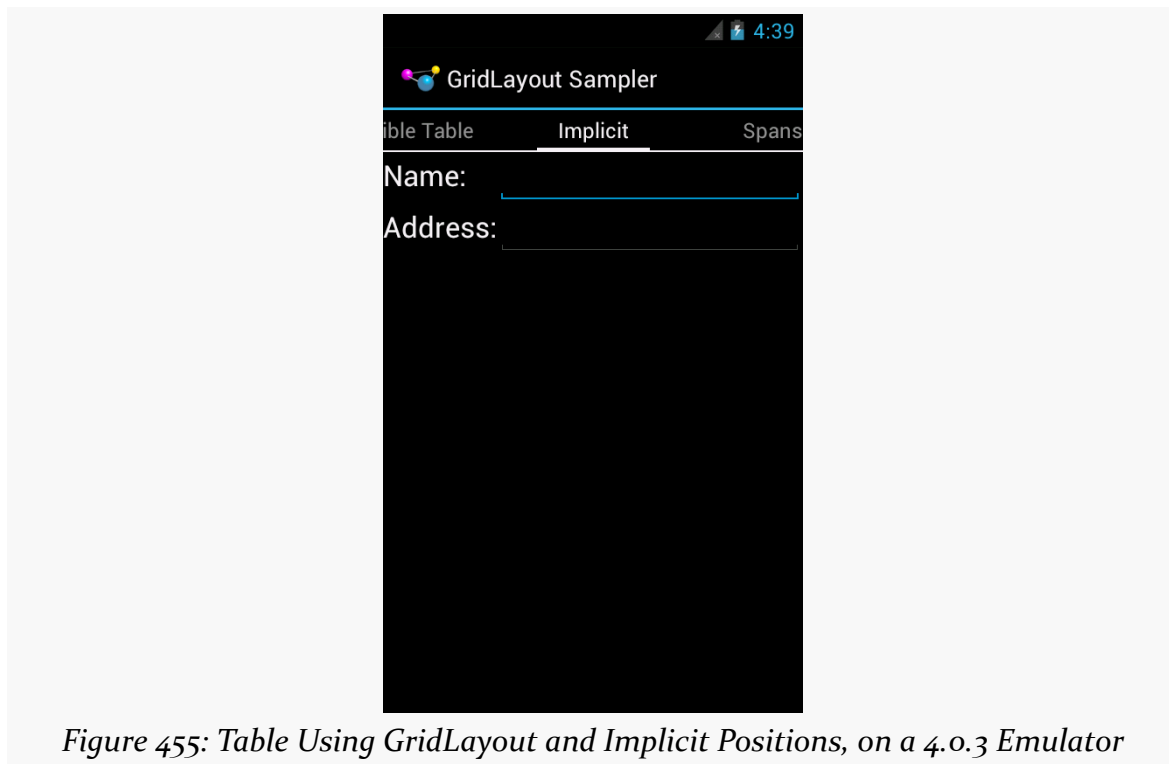 4:39
GridLayout Sampler
ible Table Implicit Spans
Name:
Address:
Figure 455: Table Using GridLayout and Implicit Positions, on a 4.0.3 Emulator